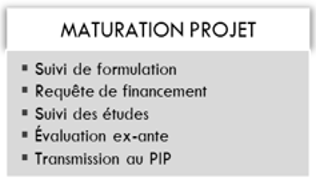 MATURATION PROJET
▪ Suivi de formulation
▪ Requête de financement
▪ Suivi des études
▪ Évaluation ex-ante
▪ Transmission au PIP